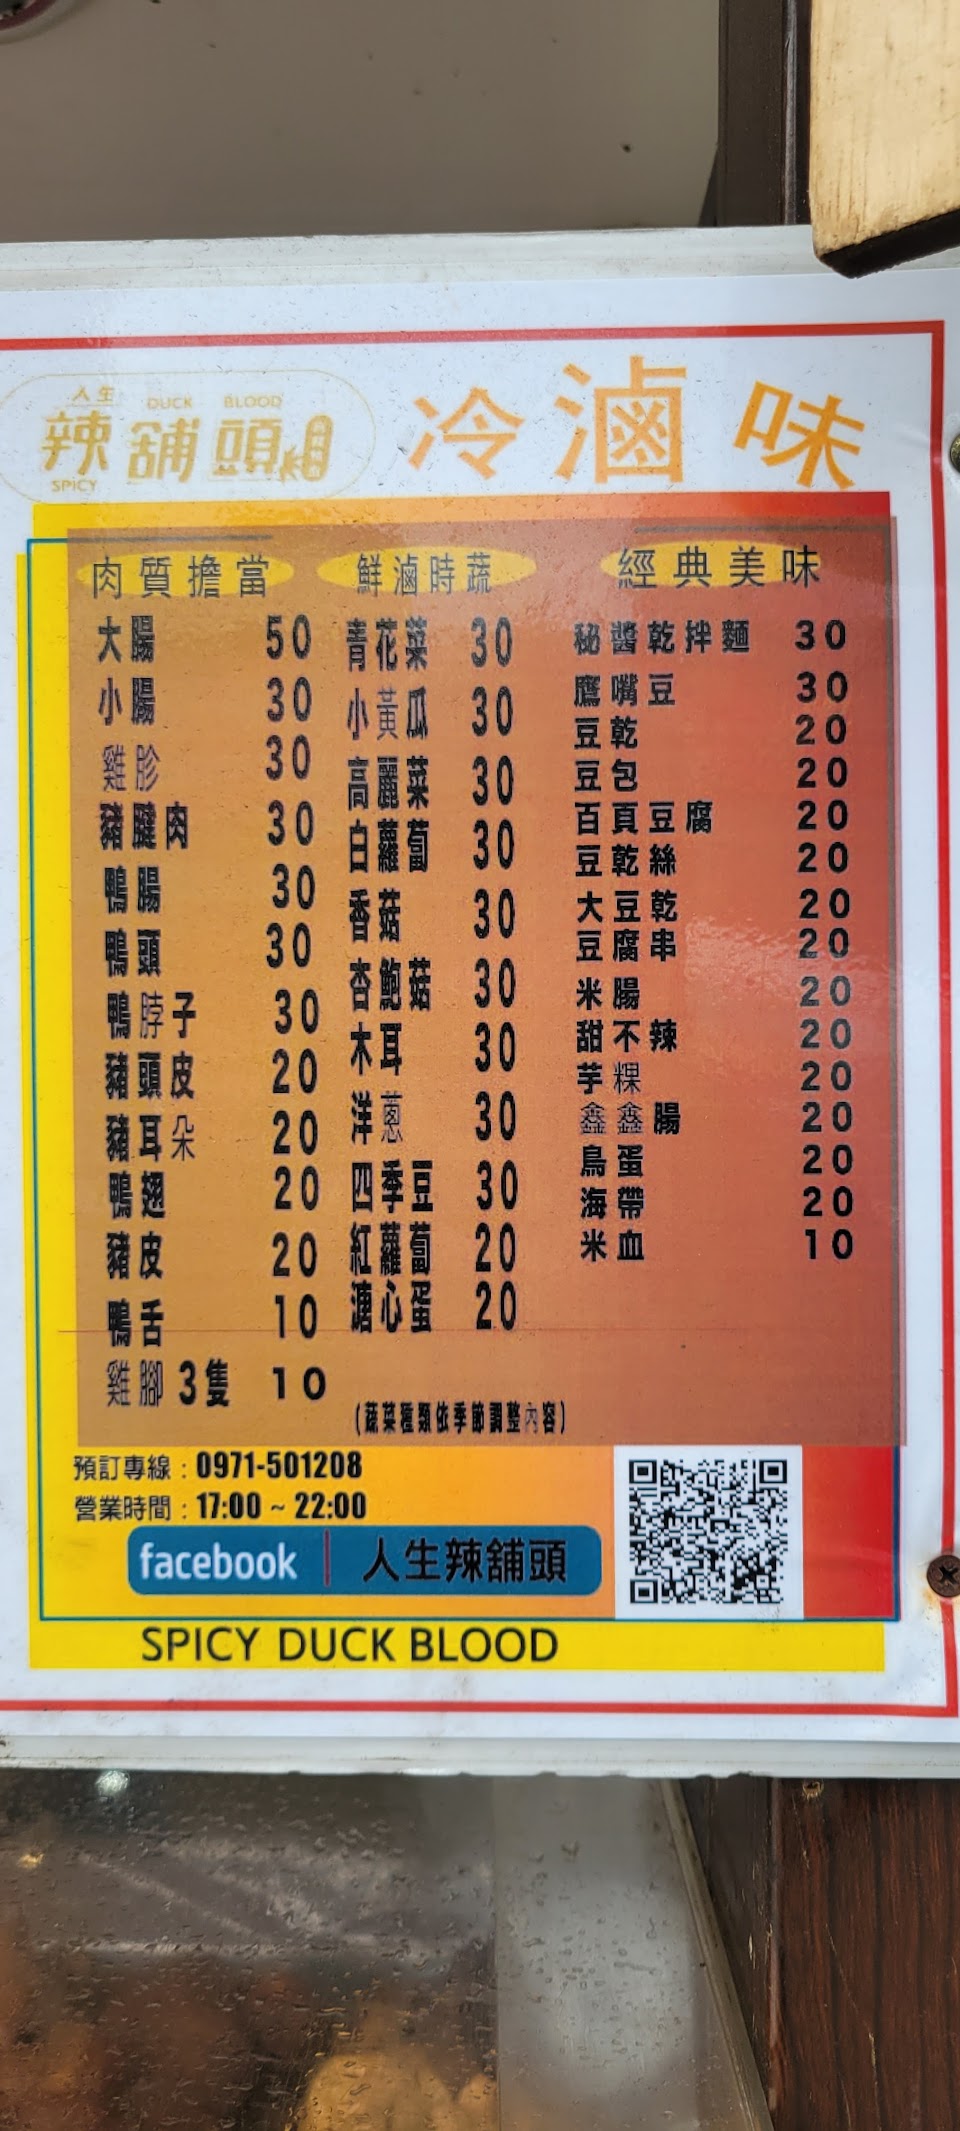 人生
DUCK BLOOD
辣舖頭
SPICY
冷滷味
肉質擔當
大腸 50
小腸 30
雞胗 30
豬腱肉 30
鴨腸 30
鴨頭 30
鴨脖子 30
豬頭皮 20
豬耳朵 20
鴨翅 20
豬皮 20
鴨舌 10
雞腳3隻 10
鮮滷時蔬
青花菜 30
小黃瓜 30
高麗菜 30
白蘿蔔 30
香菇 30
杏鮑菇 30
木耳 30
洋蔥 30
四季豆 30
紅蘿蔔 20
溏心蛋 20
(蔬菜種類依季節調整內容)
經典美味
秘醬乾拌麵 30
鷹嘴豆 30
豆乾 20
豆包 20
百頁豆腐 20
豆乾絲 20
大豆乾 20
豆腐串 20
米腸 20
甜不辣 20
芋粿 20
鑫鑫腸 20
鳥蛋 20
海帶 20
米血 10
預訂專線：0971-501208
營業時間：17:00 ~ 22:00
facebook | 人生辣舖頭
SPICY DUCK BLOOD